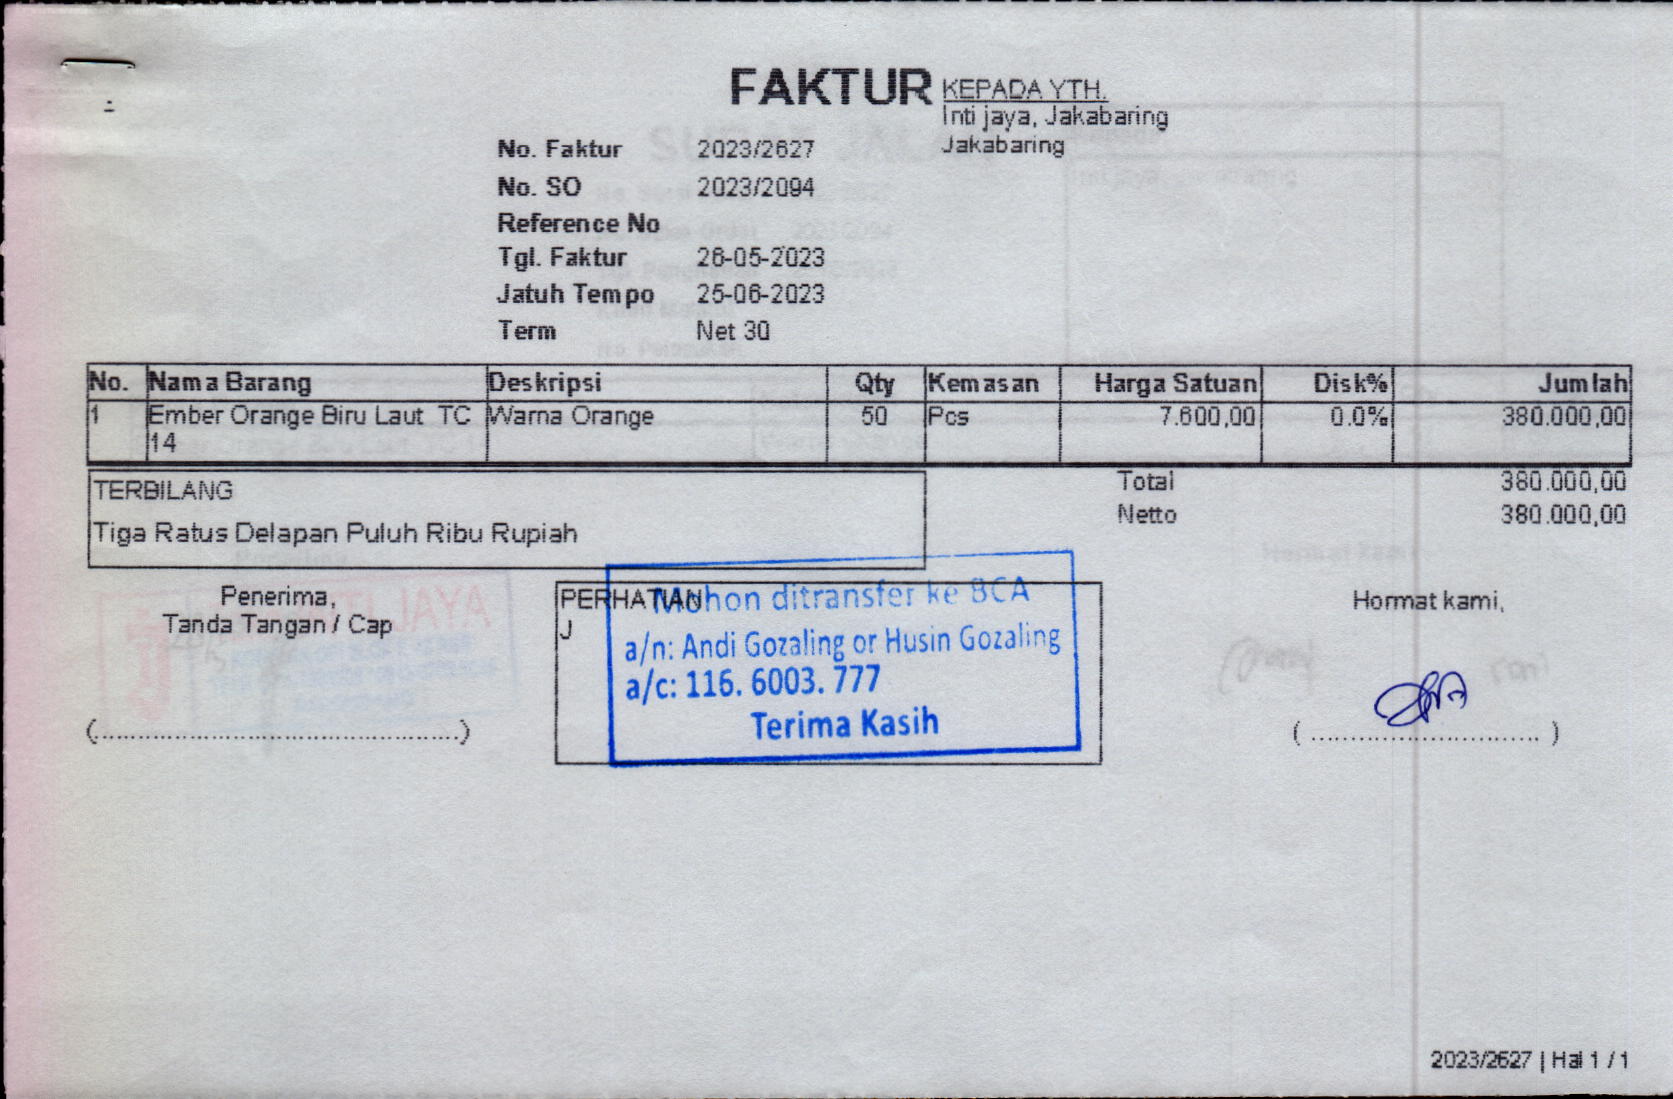 FAKTUR
KEPADA YTH.
Inti jaya, Jakabaring
Jakabaring
No. Faktur 2023/2627
No. SO 2023/2094
Reference No
Tgl. Faktur 26-05-2023
Jatuh Tempo 25-06-2023
Term Net 30
No. Nama Barang Deskripsi Qty Kemasan Harga Satuan Disk% Jumlah
1 Ember Orange Biru Laut TC Warna Orange 50 Pcs 7.600,00 0.0% 380.000,00
14
Total 380.000,00
Netto 380.000,00
TERBILANG
Tiga Ratus Delapan Puluh Ribu Rupiah
Penerima,
Tanda Tangan / Cap
(....................................................)
PERHATIAN
J
Mohon ditransfer ke BCA
a/n: Andi Gozaling or Husin Gozaling
a/c: 116. 6003. 777
Terima Kasih
Hormat kami,
( ................................. )
2023/2627 | Hal 1 / 1